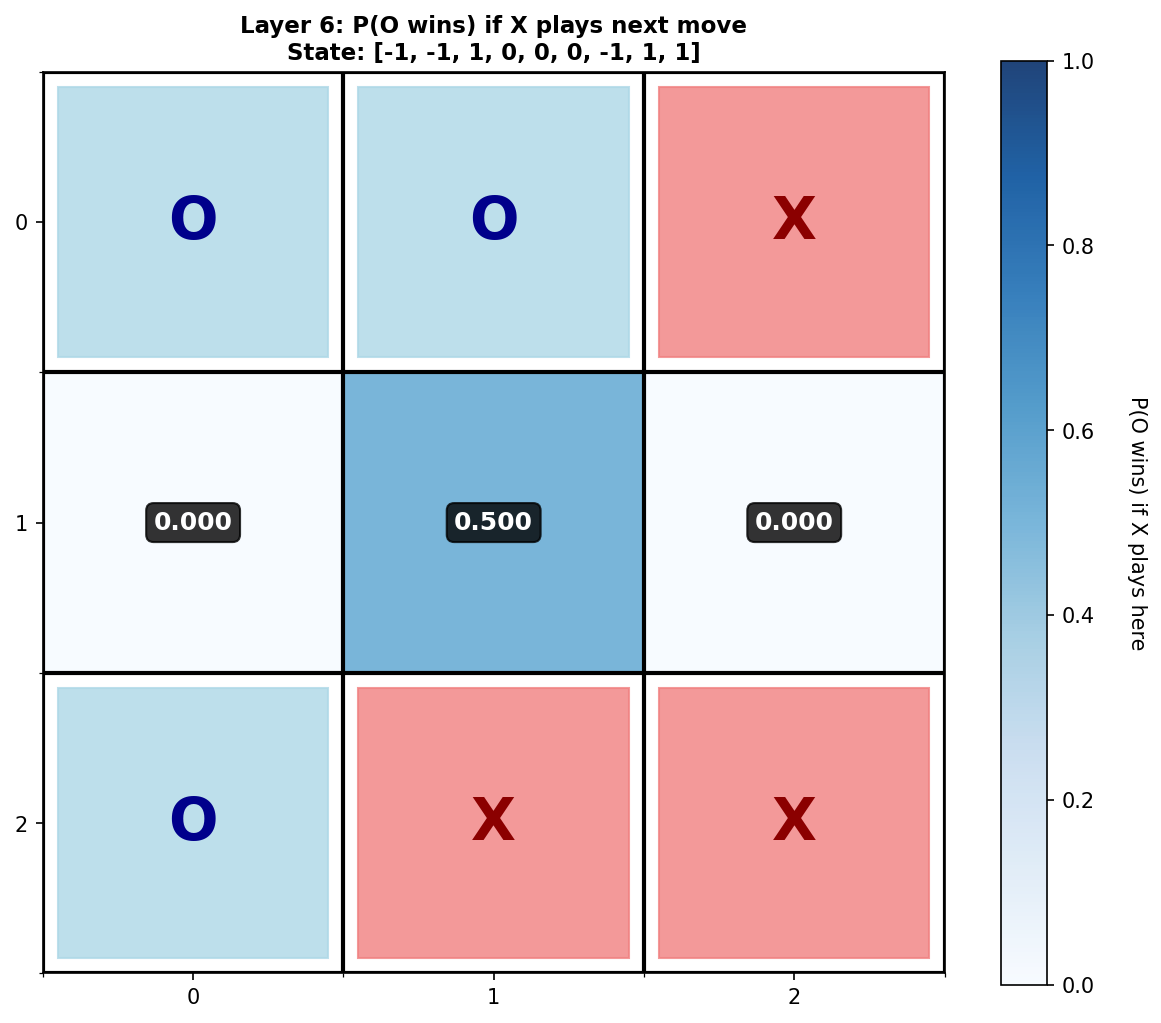 Layer 6: P(O wins) if X plays next move
State: [-1, -1, 1, 0, 0, 0, -1, 1, 1]
0
O
O
X
1
0.000
0.500
0.000
2
O
X
X
0
1
2
1.0
0.8
0.6
0.4
0.2
0.0
P(O wins) if X plays here